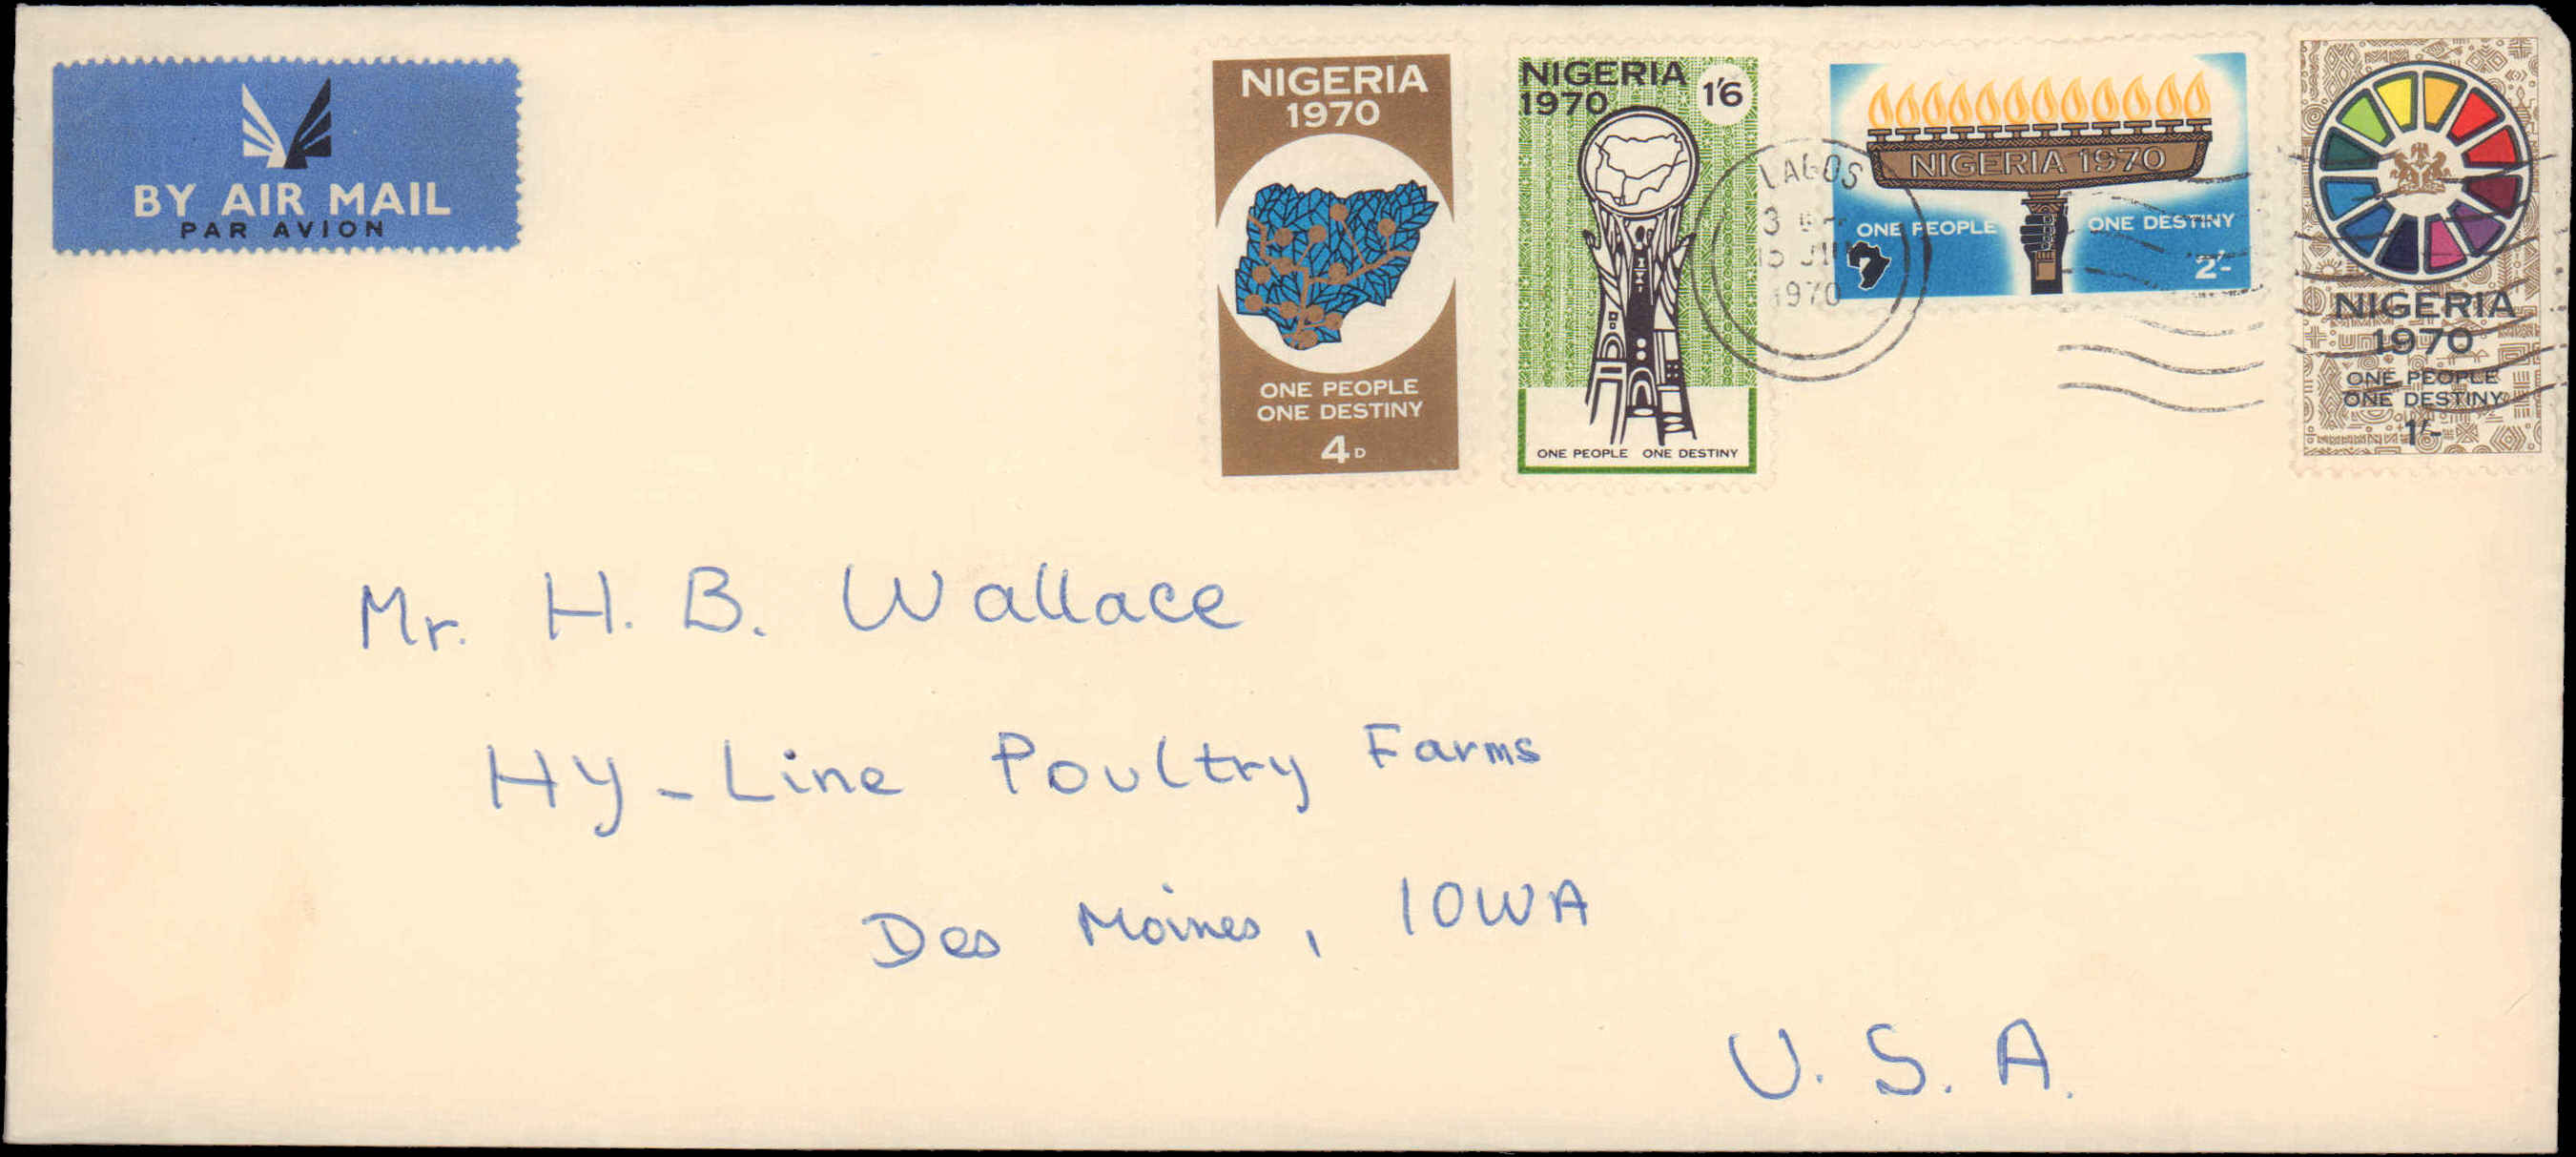 BY AIR MAIL
PAR AVION
NIGERIA
1970
ONE PEOPLE
ONE DESTINY
4D
NIGERIA
1970
1'6
ONE PEOPLE ONE DESTINY
LAGOS
1970
NIGERIA 1970
ONE PEOPLE ONE DESTINY
2'-
NIGERIA
1970
ONE PEOPLE
ONE DESTINY
1'-
Mr. H. B. Wallace
Hy-Line Poultry Farms
Des Moines, IOWA
U. S. A.